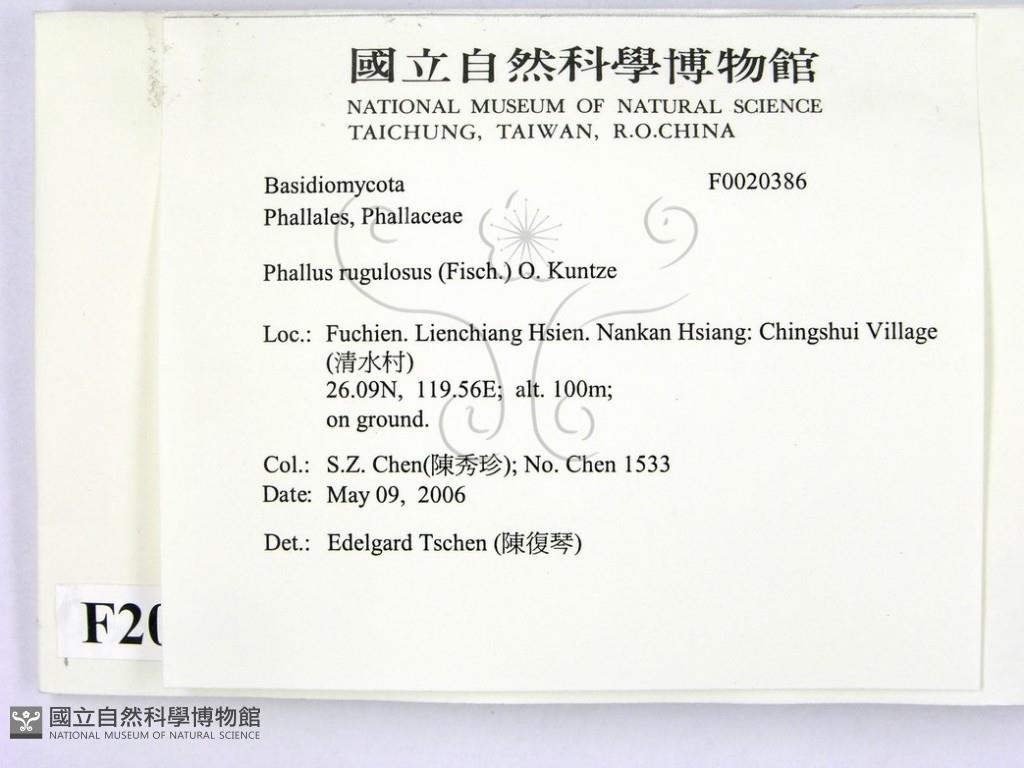 國立自然科學博物館
NATIONAL MUSEUM OF NATURAL SCIENCE
TAICHUNG, TAIWAN, R.O.CHINA
Basidiomycota F0020386
Phallales, Phallaceae
Phallus rugulosus (Fisch.) O. Kuntze
Loc.: Fuchien. Lienchiang Hsien. Nankan Hsiang: Chingshui Village
(清水村)
26.09N, 119.56E; alt. 100m;
on ground.
Col.: S.Z. Chen(陳秀珍); No. Chen 1533
Date: May 09, 2006
Det.: Edelgard Tschen (陳復琴)
F20
國立自然科學博物館
NATIONAL MUSEUM OF NATURAL SCIENCE